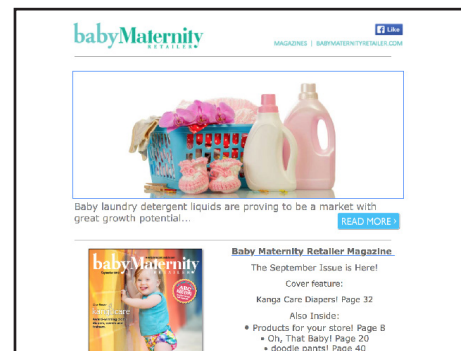 babyMaternity
RETAILER
Like
MAGAZINES | BABYMATERNITYRETAILER.COM
Baby laundry detergent liquids are proving to be a market with
great growth potential...
READ MORE ›
babyMaternity
Baby Maternity Retailer Magazine
The September Issue is Here!
Cover feature:
Kanga Care Diapers! Page 32
Also Inside:
• Products for your store! Page 8
• Oh, That Baby! Page 20
• doodle pants! Page 40